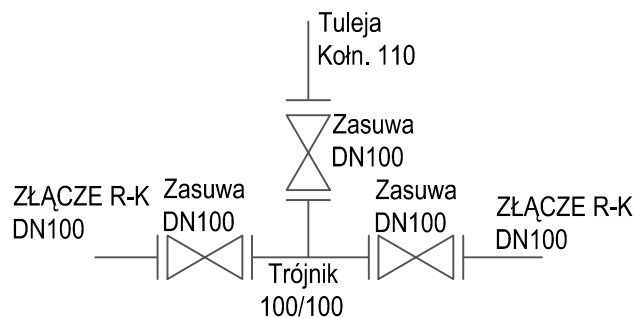 Tuleja
Kołn. 110
Zasuwa
DN100
ZŁĄCZE R-K
DN100
Zasuwa
DN100
Zasuwa
DN100
ZŁĄCZE R-K
DN100
Trójnik
100/100